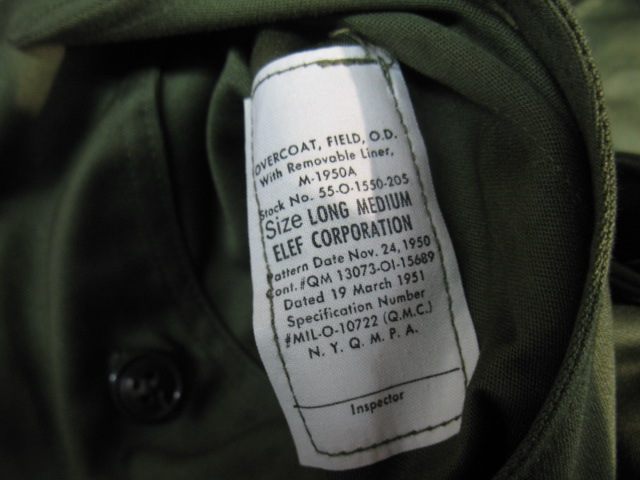 OVERCOAT, FIELD, O.D.
With Removable Liner,
M-1950A
Stock No. 55-O-1550-205
Size LONG MEDIUM
ELEF CORPORATION
Pattern Date Nov. 24, 1950
Cont. #QM 13073-OI-15689
Dated 19 March 1951
Specification Number
#MIL-O-10722 (Q.M.C.)
N. Y. Q. M. P. A.
Inspector